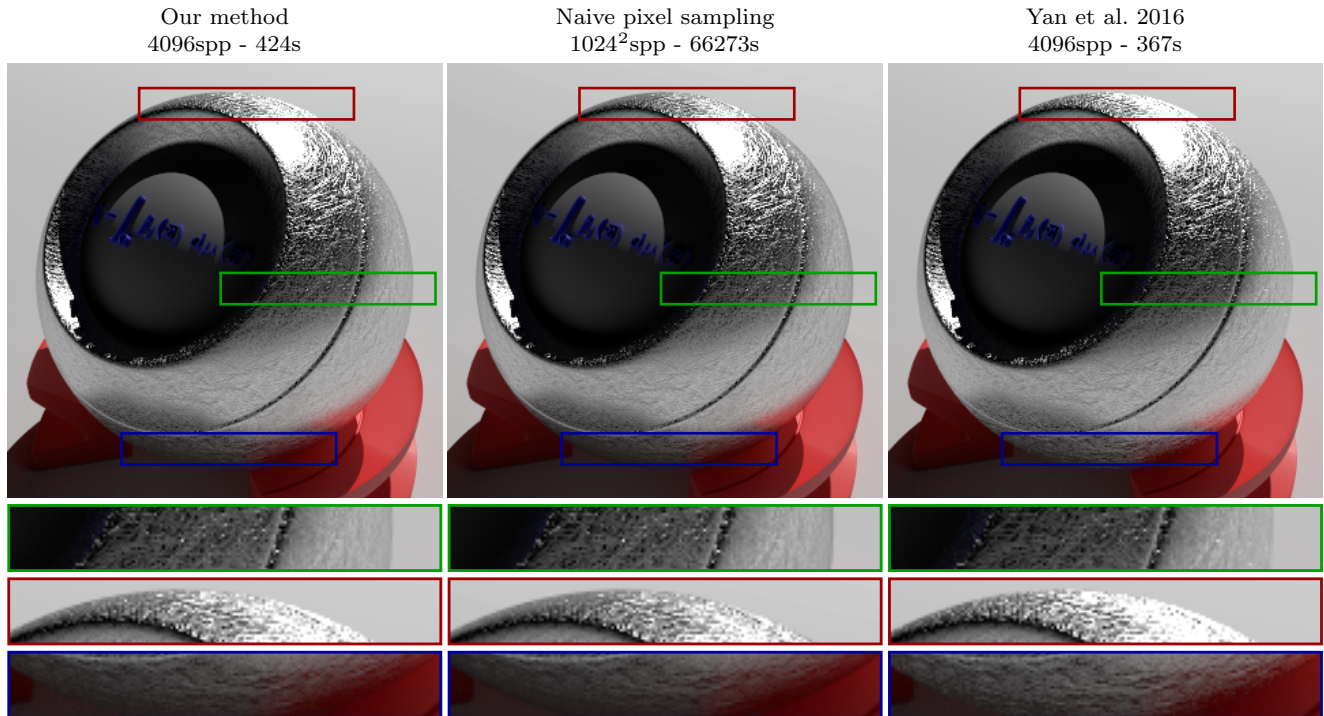 Our method
4096spp - 424s
Naive pixel sampling
1024²spp - 66273s
Yan et al. 2016
4096spp - 367s